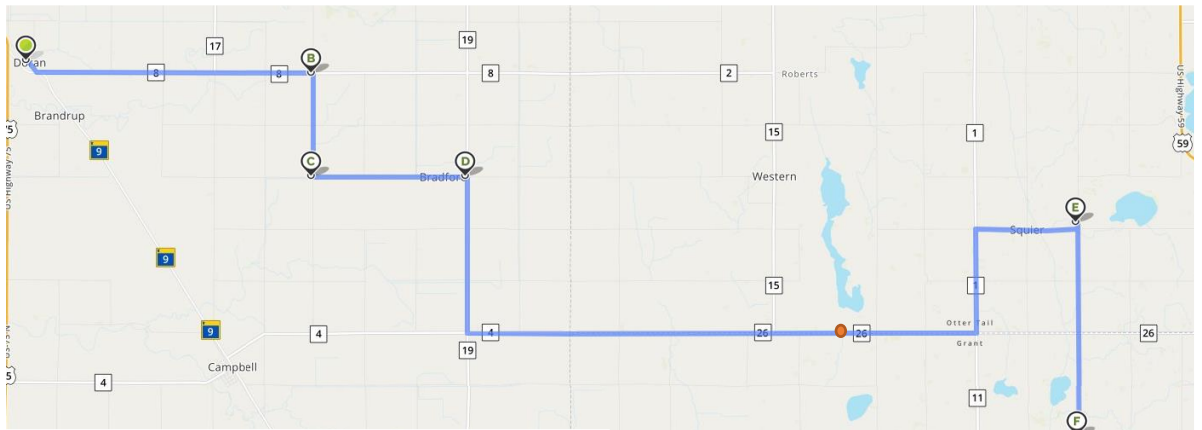 17
19
B
Doran
8
8
8
2
Roberts
US Highway 59
Brandrup
75
9
15
1
59
C
D
Bradford
Western
E
Squier
9
15
1
9
4
4
26
26
Otter Tail
Grant
26
19
Campbell
4
11
F